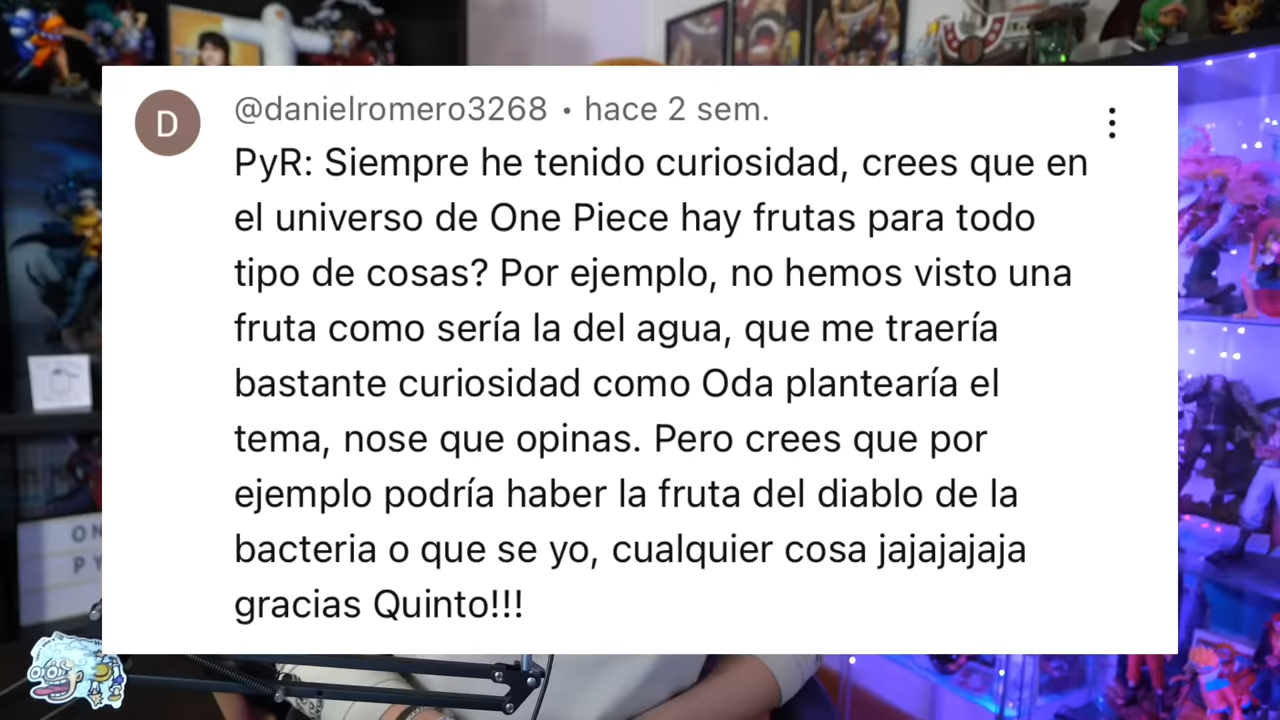 @danielromero3268 • hace 2 sem.
D
PyR: Siempre he tenido curiosidad, crees que en
el universo de One Piece hay frutas para todo
tipo de cosas? Por ejemplo, no hemos visto una
fruta como sería la del agua, que me traería
bastante curiosidad como Oda plantearía el
tema, nose que opinas. Pero crees que por
ejemplo podría haber la fruta del diablo de la
bacteria o que se yo, cualquier cosa jajajajaja
gracias Quinto!!!
ON
PY